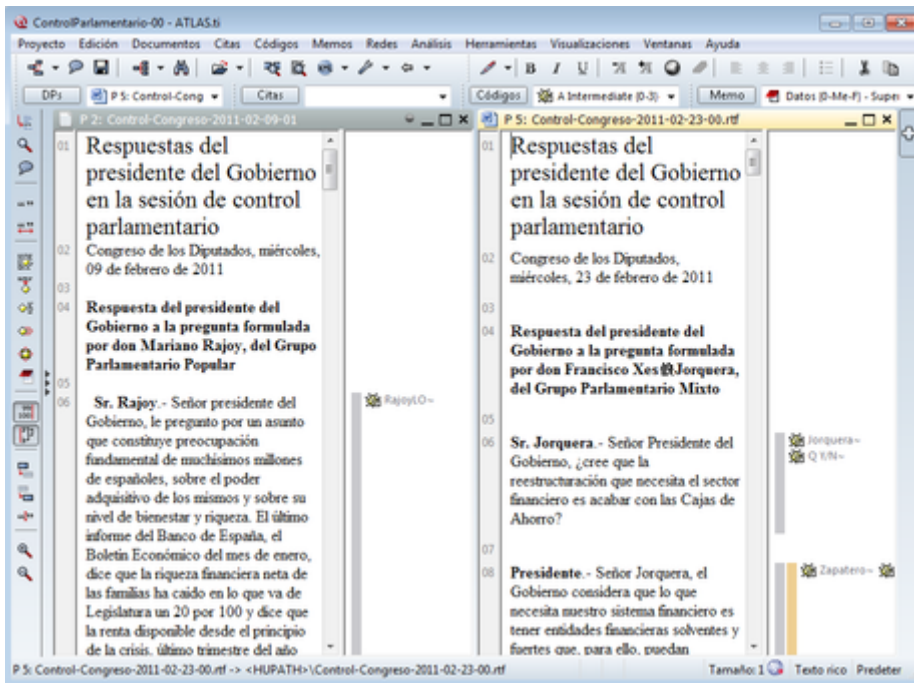 ControlParlamentario-00 - ATLAS.ti
Proyecto Edición Documentos Citas Códigos Memos Redes Análisis Herramientas Visualizaciones Ventanas Ayuda
DPs P 5: Control-Cong Citas Códigos A Intermediate (0-3) Memo Datos (0-Me-F) - Super
P 2: Control-Congreso-2011-02-09-01
01 Respuestas del
presidente del Gobierno
en la sesión de control
parlamentario
02 Congreso de los Diputados, miércoles,
09 de febrero de 2011
03
04 Respuesta del presidente del
Gobierno a la pregunta formulada
por don Mariano Rajoy, del Grupo
Parlamentario Popular
05
06 Sr. Rajoy.- Señor presidente del
Gobierno, le pregunto por un asunto
que constituye preocupación
fundamental de muchísimos millones
de españoles, sobre el poder
adquisitivo de los mismos y sobre su
nivel de bienestar y riqueza. El último
informe del Banco de España, el
Boletín Económico del mes de enero,
dice que la riqueza financiera neta de
las familias ha caído en lo que va de
Legislatura un 20 por 100 y dice que
la renta disponible desde el principio
de la crisis, último trimestre del año
RajoyLO~
P 5: Control-Congreso-2011-02-23-00.rtf
01 Respuestas del
presidente del Gobierno
en la sesión de control
parlamentario
02 Congreso de los Diputados,
miércoles, 23 de febrero de 2011
03
04 Respuesta del presidente del
Gobierno a la pregunta formulada
por don Francisco Xes Jorquera,
del Grupo Parlamentario Mixto
05
06 Sr. Jorquera.- Señor Presidente del
Gobierno, ¿cree que la
reestructuración que necesita el sector
financiero es acabar con las Cajas de
Ahorro?
07
08 Presidente.- Señor Jorquera, el
Gobierno considera que lo que
necesita nuestro sistema financiero es
tener entidades financieras solventes y
fuertes que, para ello, puedan
Jorquera~
Q Y/N~
Zapatero~
P 5: Control-Congreso-2011-02-23-00.rtf -> <HUPATH>\Control-Congreso-2011-02-23-00.rtf Tamaño: 1 Texto rico Predeter